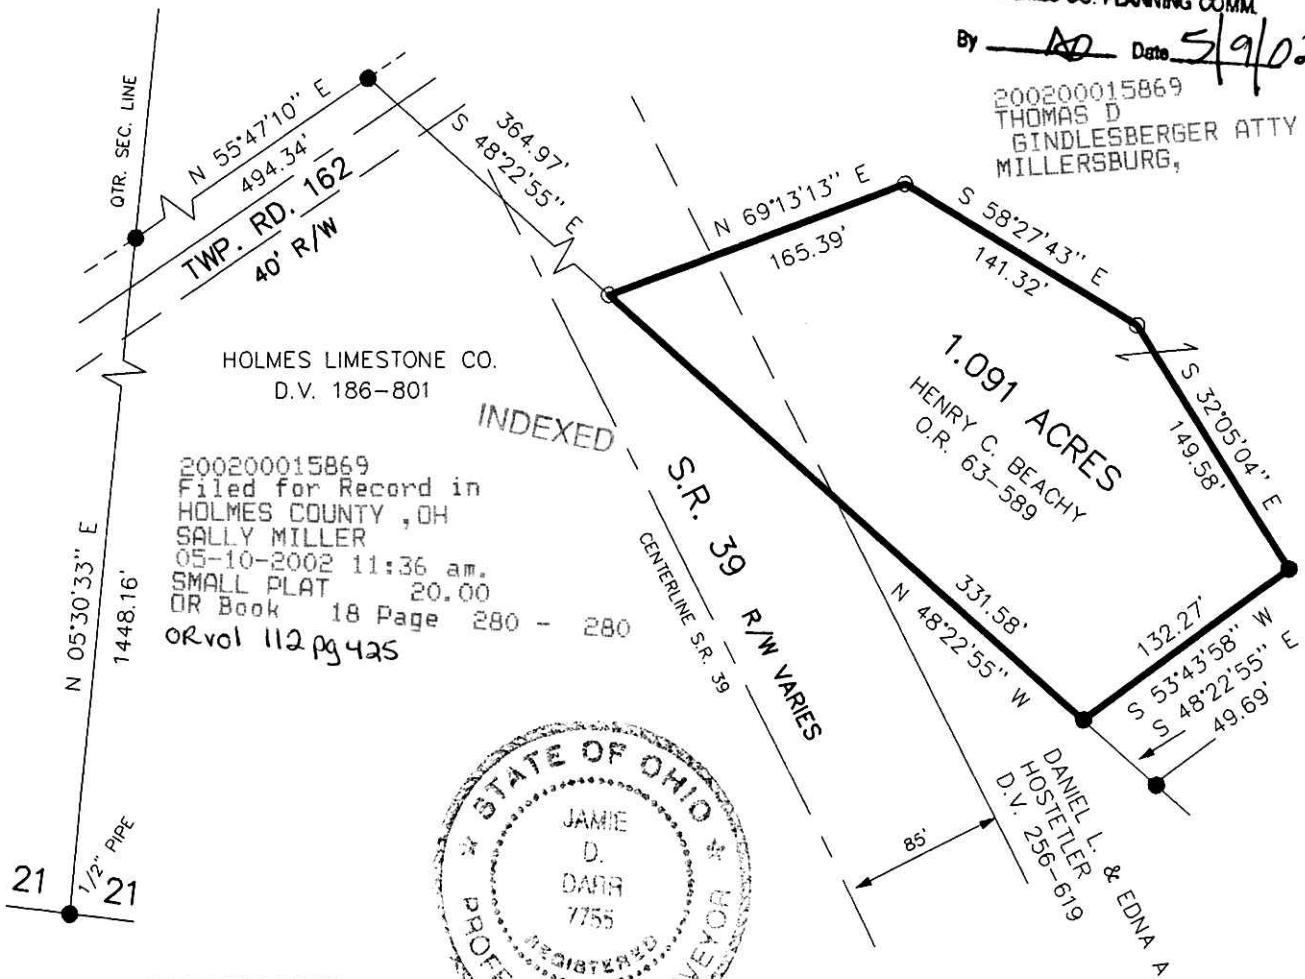 CO. PLANNING COMM.
By AD Date 5/9/02
200200015869
THOMAS D
GINDLESBERGER ATTY
MILLERSBURG,
QTR. SEC. LINE
N 55°47'10" E
494.34'
TWP. RD. 162
40' R/W
364.97'
S 48°22'55" E
N 69°13'13" E
165.39'
S 58°27'43" E
141.32'
S 32°05'04" E
149.58'
1.091 ACRES
HENRY C. BEACHY
O.R. 63-589
HOLMES LIMESTONE CO.
D.V. 186-801
INDEXED
200200015869
Filed for Record in
HOLMES COUNTY ,OH
SALLY MILLER
05-10-2002 11:36 am.
SMALL PLAT 20.00
OR Book 18 Page 280 - 280
ORvol 112 pg 425
N 05°30'33" E
1448.16'
S.R. 39 R/W VARIES
CENTERLINE S.R. 39
331.58'
N 48°22'55" W
132.27'
S 53°43'58" W
S 48°22'55" E
49.69'
DANIEL L. & EDNA A
HOSTETLER
D.V. 256-619
85'
1/2" PIPE
21 21
STATE OF OHIO
JAMIE
D.
DARR
7755
REGISTERED